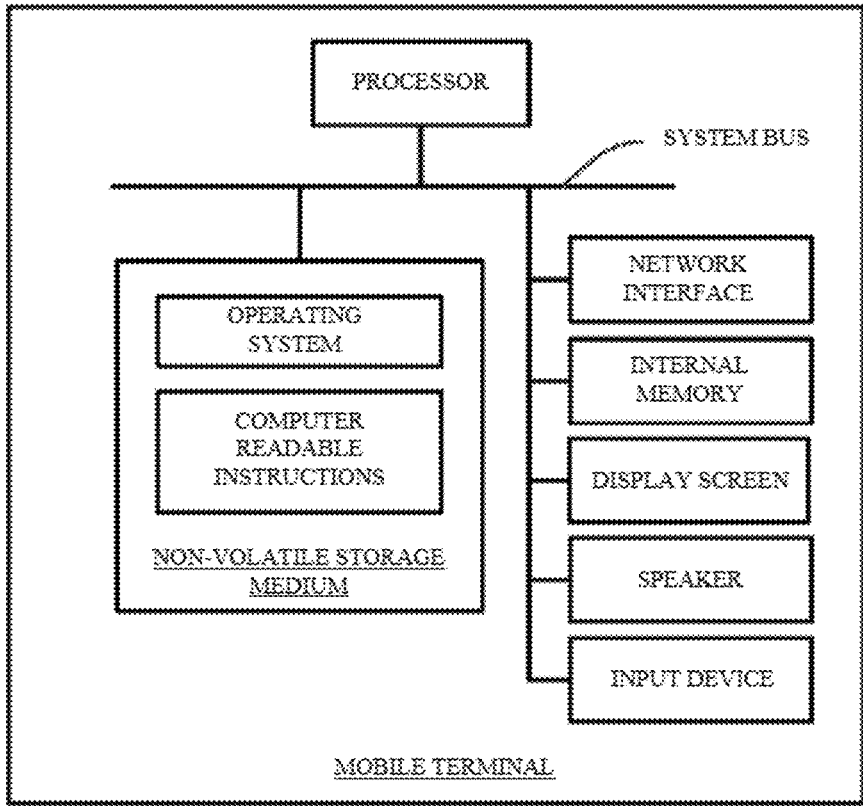 PROCESSOR
SYSTEM BUS
OPERATING
SYSTEM
COMPUTER
READABLE
INSTRUCTIONS
NON-VOLATILE STORAGE
MEDIUM
NETWORK
INTERFACE
INTERNAL
MEMORY
DISPLAY SCREEN
SPEAKER
INPUT DEVICE
MOBILE TERMINAL